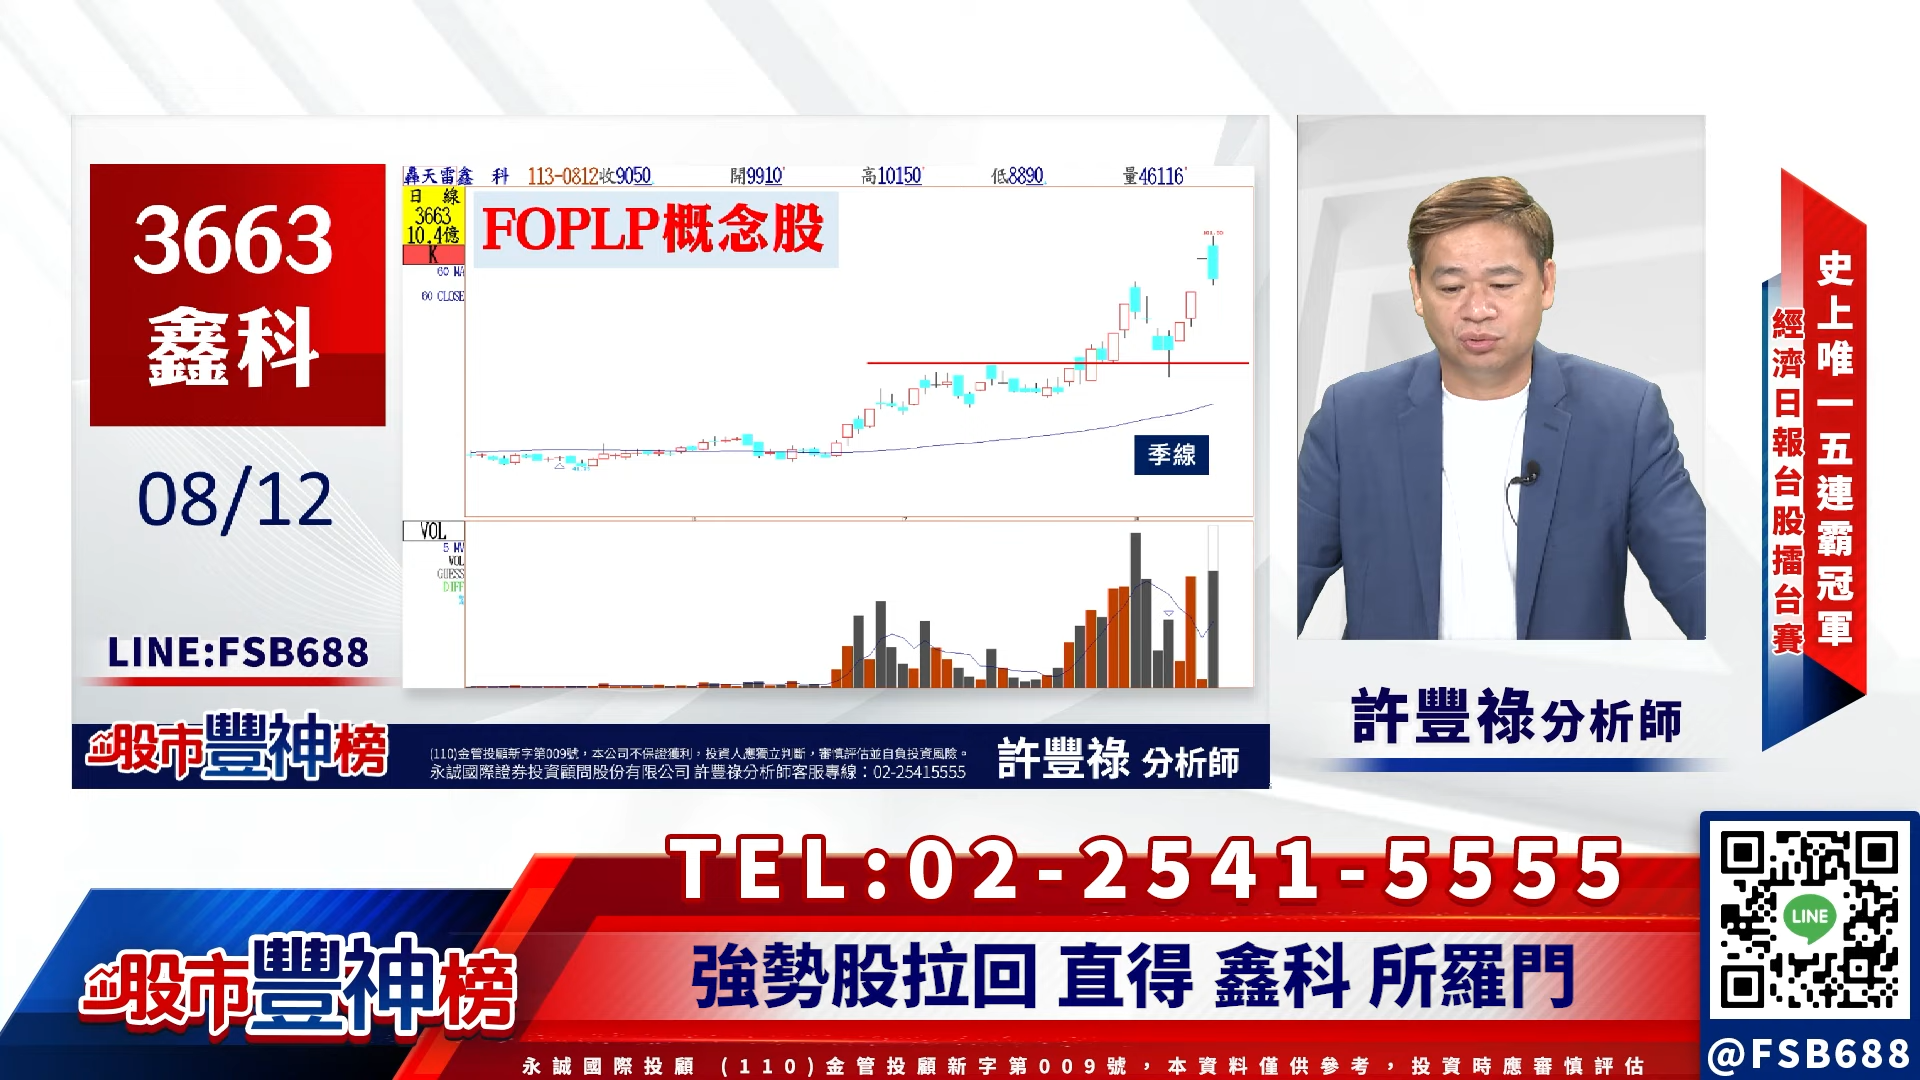 3663
鑫科
08/12
LINE:FSB688
轟天雷鑫 科 113-0812收9050 開9910 高10150 低8890 量46116
日 線
3663
10.4億
K
60 MA
60 CLOSE
FOPLP概念股
季線
VOL
5 MV
VOL
GUESS
DIFF
%
股市豐神榜
(110)金管投顧新字第009號，本公司不保證獲利，投資人應獨立判斷，審慎評估並自負投資風險。
永誠國際證券投資顧問股份有限公司 許豐祿分析師客服專線：02-25415555
許豐祿 分析師
許豐祿分析師
史上唯一五連霸冠軍
經濟日報台股擂台賽
TEL:02-2541-5555
股市豐神榜
強勢股拉回 直得 鑫科 所羅門
永誠國際投顧 (110)金管投顧新字第009號，本資料僅供參考，投資時應審慎評估
LINE
@FSB688